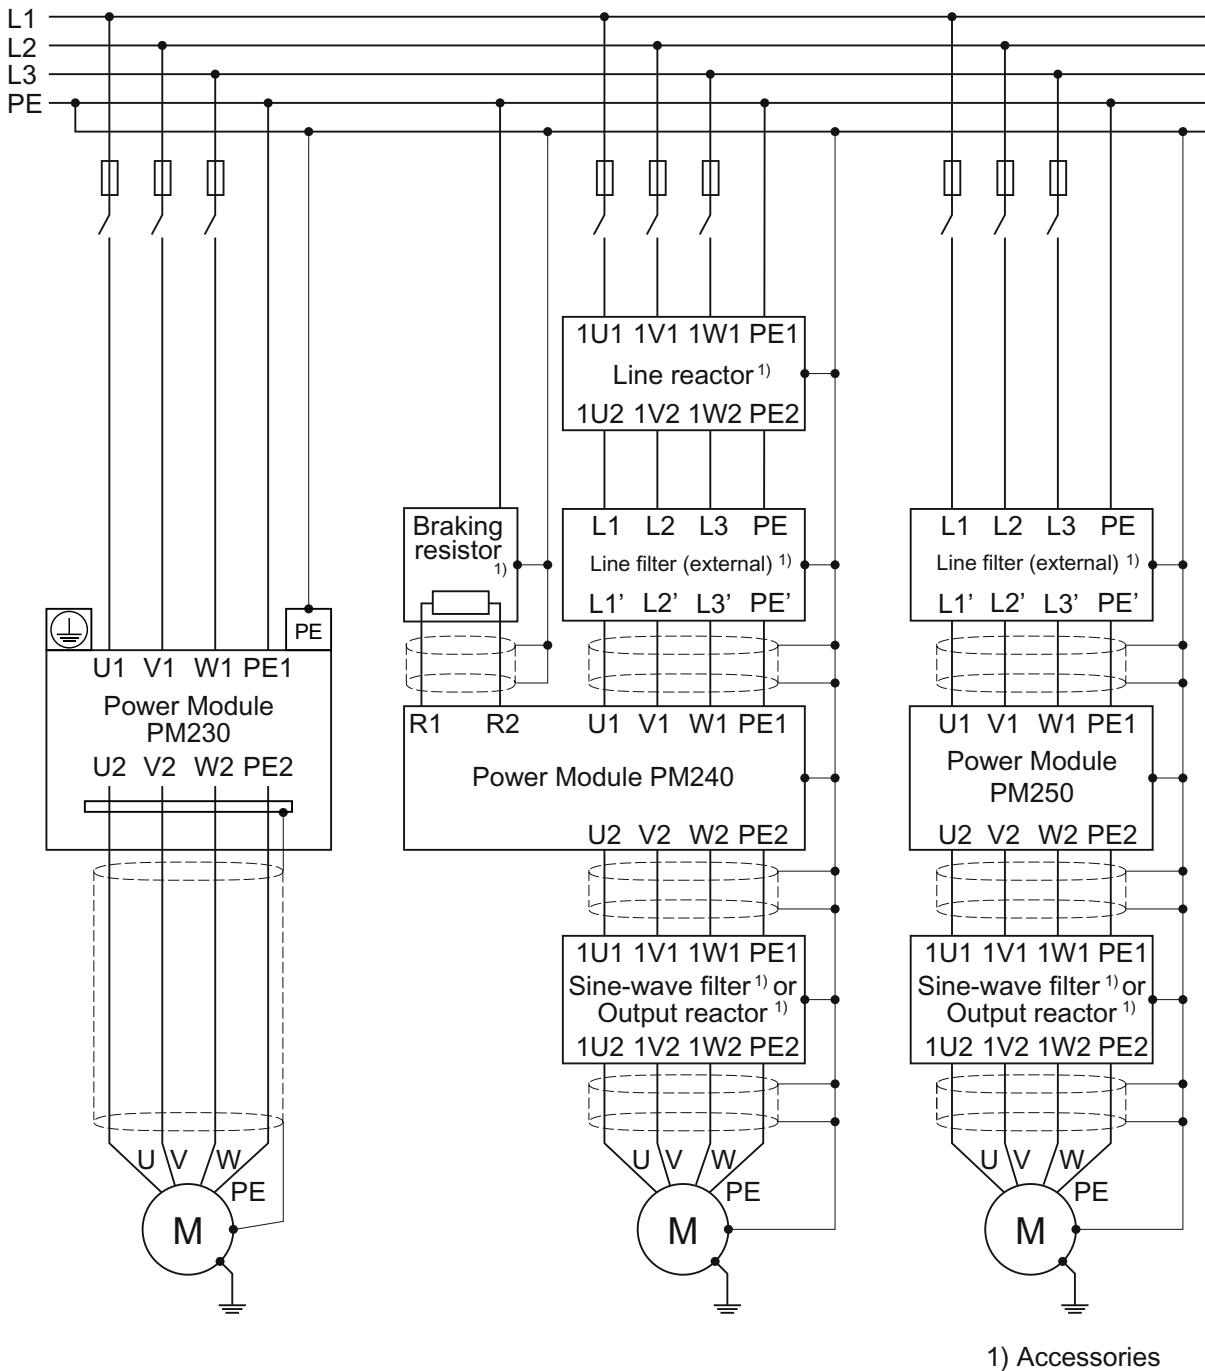 L1
L2
L3
PE
1U1 1V1 1W1 PE1
Line reactor 1)
1U2 1V2 1W2 PE2
Braking
resistor
1)
L1 L2 L3 PE
Line filter (external) 1)
L1’ L2’ L3’ PE’
L1 L2 L3 PE
Line filter (external) 1)
L1’ L2’ L3’ PE’
PE
U1 V1 W1 PE1
Power Module
PM230
U2 V2 W2 PE2
R1 R2 U1 V1 W1 PE1
Power Module PM240
U2 V2 W2 PE2
U1 V1 W1 PE1
Power Module
PM250
U2 V2 W2 PE2
1U1 1V1 1W1 PE1
Sine-wave filter 1) or
Output reactor 1)
1U2 1V2 1W2 PE2
1U1 1V1 1W1 PE1
Sine-wave filter 1) or
Output reactor 1)
1U2 1V2 1W2 PE2
U V W
PE
M
U V W
PE
M
U V W
PE
M
1) Accessories